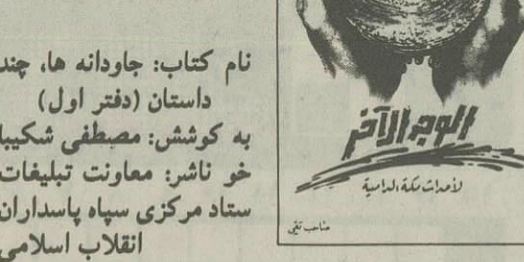 نام کتاب: جاودانه ها، چند
داستان (دفتر اول)
به کوشش: مصطفی شکیبا
خو ناشر: معاونت تبلیغات
ستاد مرکزی سپاه پاسداران
انقلاب اسلامی
الوجه الآخر
لأحداث مكة الدامية